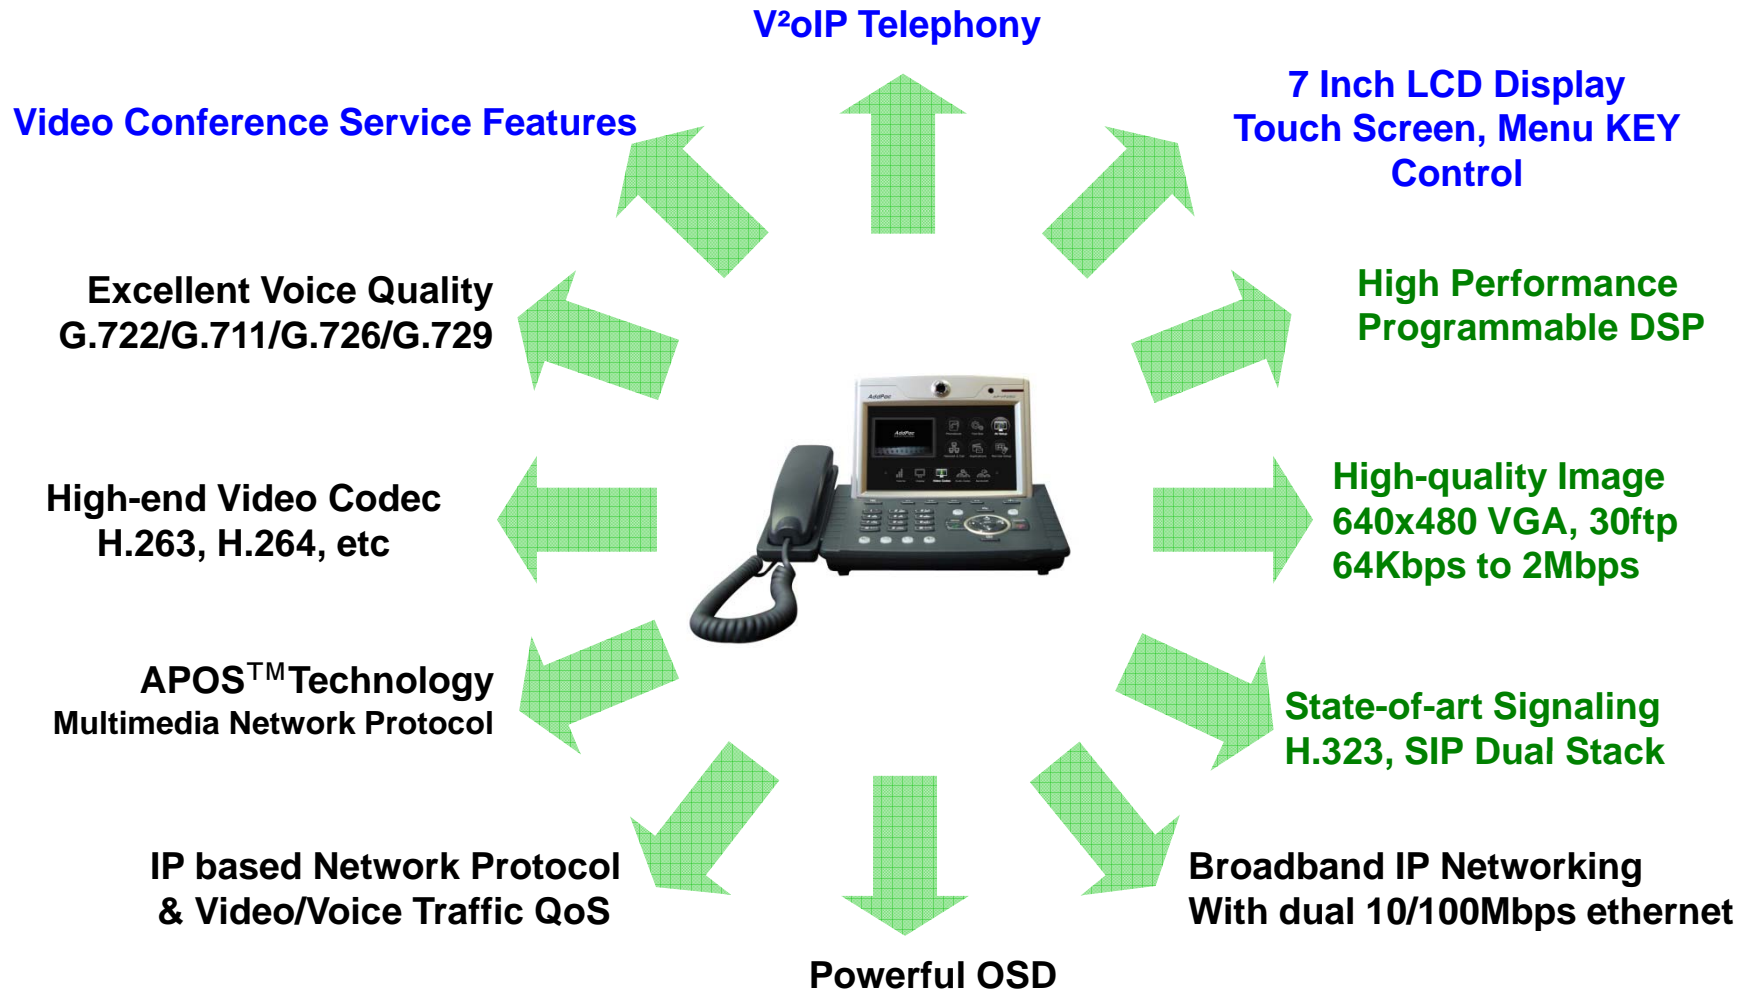 V²oIP Telephony
Video Conference Service Features
7 Inch LCD Display
Touch Screen, Menu KEY
Control
Excellent Voice Quality
G.722/G.711/G.726/G.729
High Performance
Programmable DSP
AddPac
AddPac
High-end Video Codec
H.263, H.264, etc
High-quality Image
640x480 VGA, 30ftp
64Kbps to 2Mbps
APOS™Technology
Multimedia Network Protocol
State-of-art Signaling
H.323, SIP Dual Stack
IP based Network Protocol
& Video/Voice Traffic QoS
Broadband IP Networking
With dual 10/100Mbps ethernet
Powerful OSD